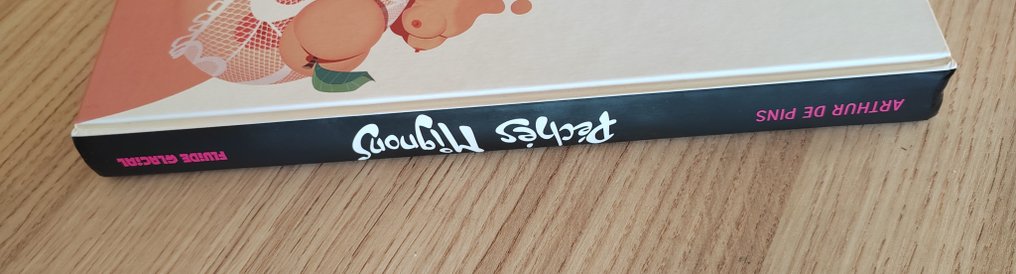 ARTHUR DE PINS
Péchés Mignons
FLUIDE GLACIAL